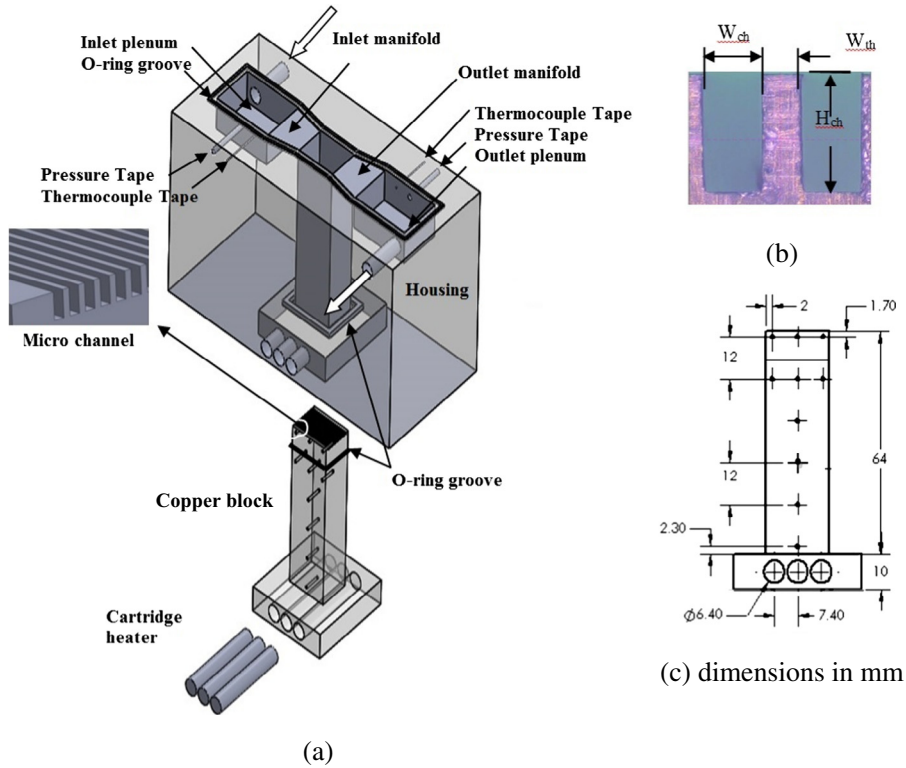 Inlet plenum
O-ring groove
Inlet manifold
Outlet manifold
Thermocouple Tape
Pressure Tape
Outlet plenum
Pressure Tape
Thermocouple Tape
Housing
Micro channel
O-ring groove
Copper block
Cartridge
heater
(a)
Wch
Wth
Hch
(b)
2
1.70
12
12
64
2.30
10
Ø6.40
7.40
(c) dimensions in mm